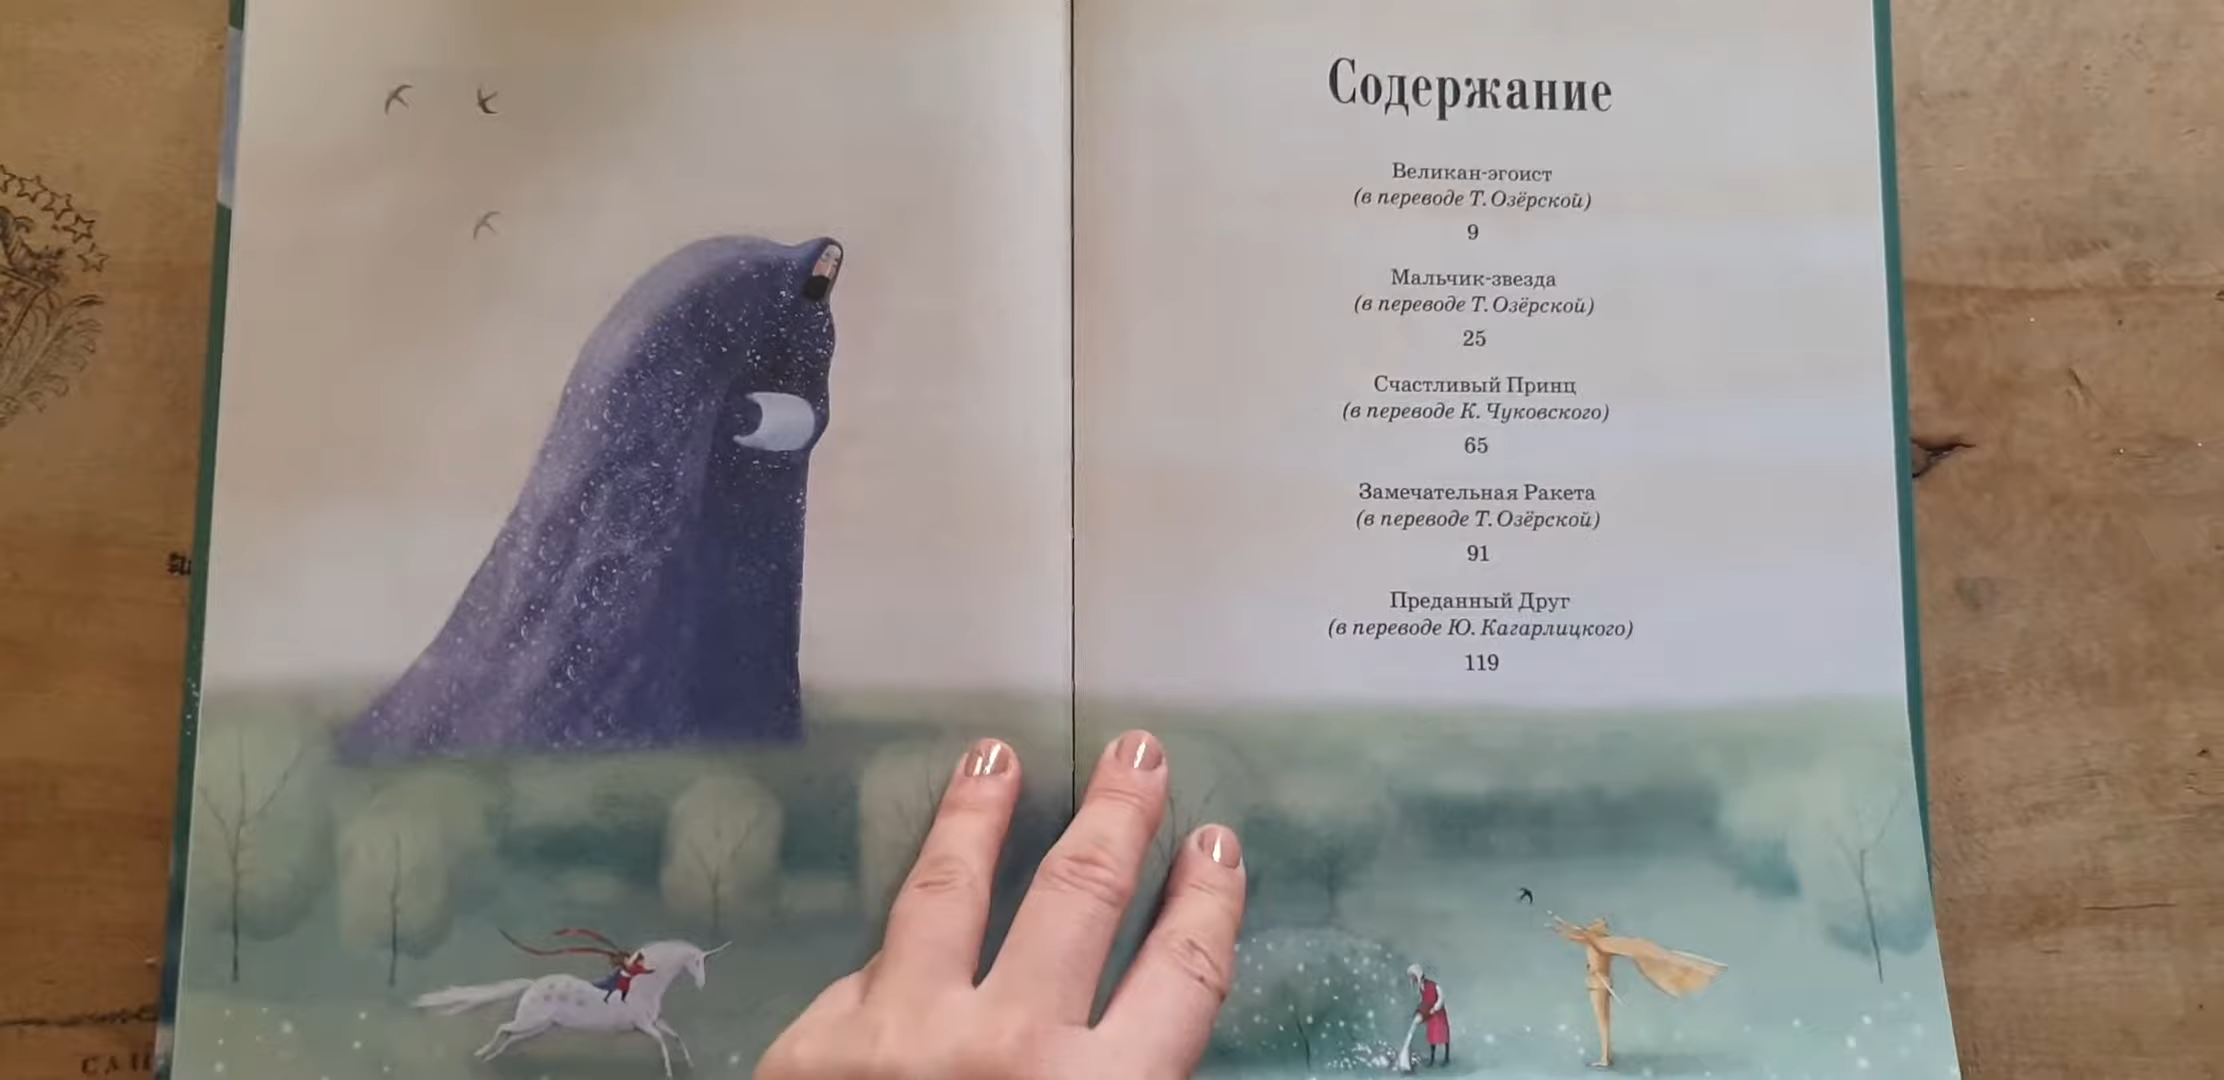 Содержание
Великан-эгоист
(в переводе Т. Озёрской)
9
Мальчик-звезда
(в переводе Т. Озёрской)
25
Счастливый Принц
(в переводе К. Чуковского)
65
Замечательная Ракета
(в переводе Т. Озёрской)
91
Преданный Друг
(в переводе Ю. Кагарлицкого)
119